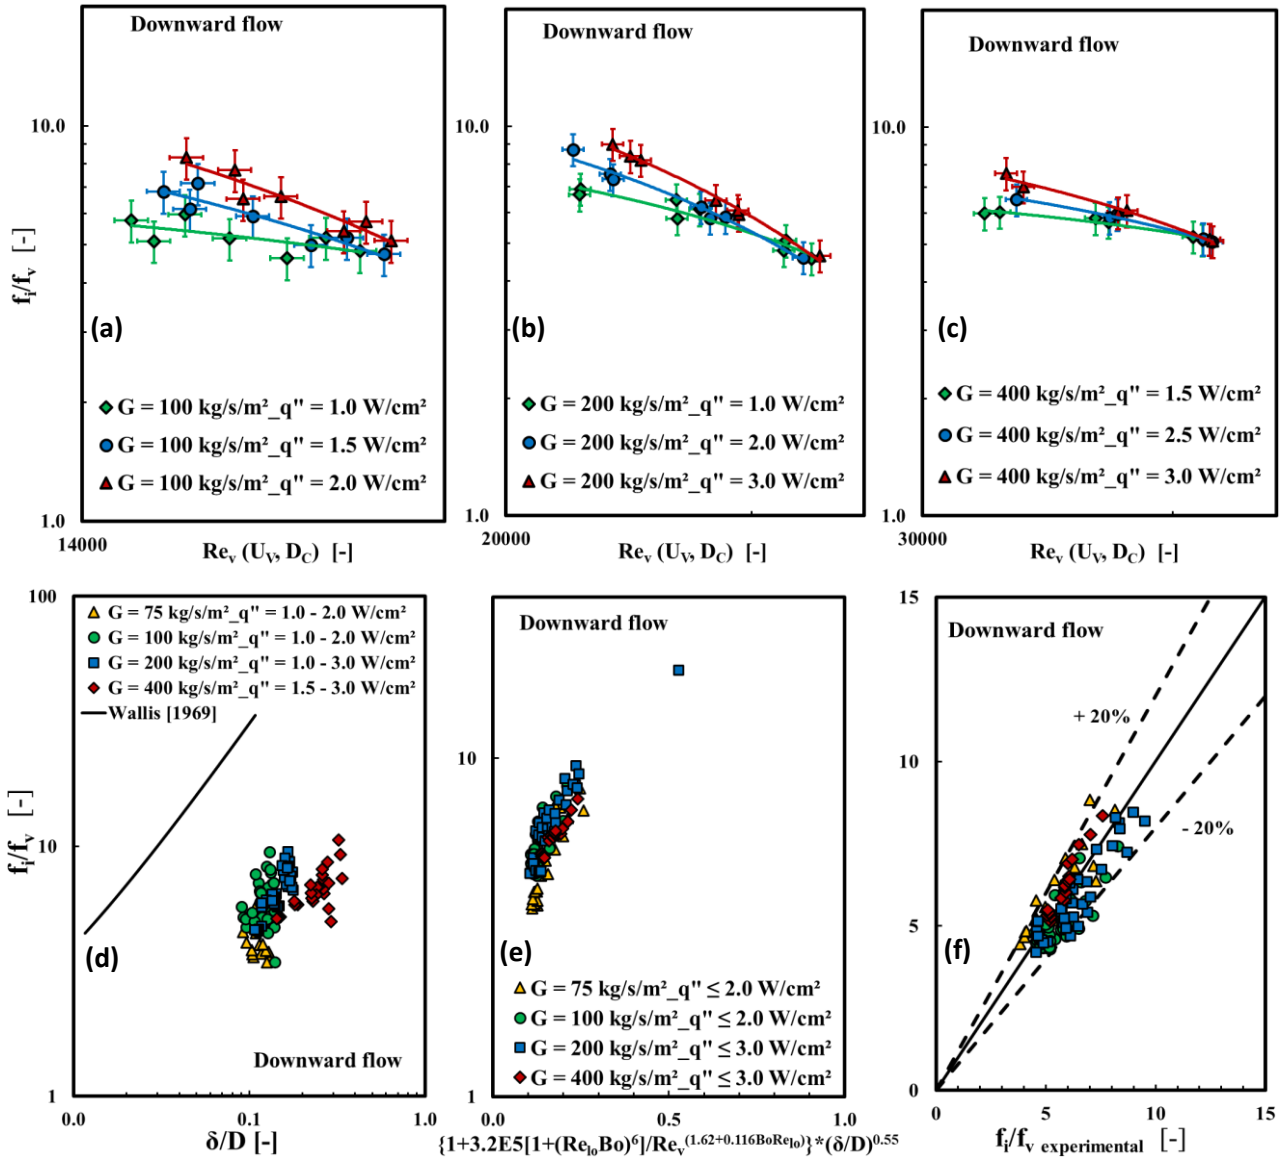 Downward flow
10.0
f_i/f_v [-]
(a)
G = 100 kg/s/m²_q" = 1.0 W/cm²
G = 100 kg/s/m²_q" = 1.5 W/cm²
G = 100 kg/s/m²_q" = 2.0 W/cm²
1.0
14000
Re_v (U_V, D_C) [-]
Downward flow
10.0
(b)
G = 200 kg/s/m²_q" = 1.0 W/cm²
G = 200 kg/s/m²_q" = 2.0 W/cm²
G = 200 kg/s/m²_q" = 3.0 W/cm²
1.0
20000
Re_v (U_V, D_C) [-]
Downward flow
10.0
(c)
G = 400 kg/s/m²_q" = 1.5 W/cm²
G = 400 kg/s/m²_q" = 2.5 W/cm²
G = 400 kg/s/m²_q" = 3.0 W/cm²
1.0
30000
Re_v (U_V, D_C) [-]
100
G = 75 kg/s/m²_q" = 1.0 - 2.0 W/cm²
G = 100 kg/s/m²_q" = 1.0 - 2.0 W/cm²
G = 200 kg/s/m²_q" = 1.0 - 3.0 W/cm²
G = 400 kg/s/m²_q" = 1.5 - 3.0 W/cm²
Wallis [1969]
f_i/f_v [-]
10
(d)
Downward flow
1
0.0 0.1 1.0
δ/D [-]
Downward flow
10
(e)
G = 75 kg/s/m²_q" ≤ 2.0 W/cm²
G = 100 kg/s/m²_q" ≤ 2.0 W/cm²
G = 200 kg/s/m²_q" ≤ 3.0 W/cm²
G = 400 kg/s/m²_q" ≤ 3.0 W/cm²
1
0.0 0.5 1.0
{1+3.2E5[1+(Re_loBo)^6]/Re_v^(1.62+0.116BoRe_lo)}*(δ/D)^0.55
15
Downward flow
+ 20%
10
- 20%
5
(f)
0
0 5 10 15
f_i/f_v experimental [-]